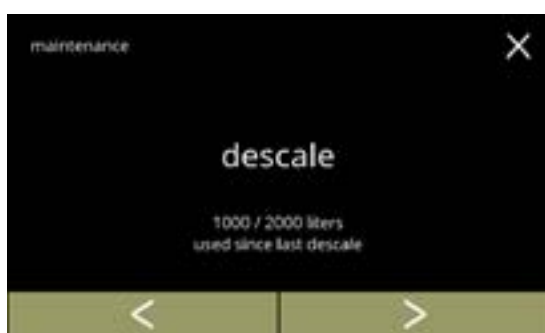 maintenance
descale
1000 / 2000 liters
used since last descale